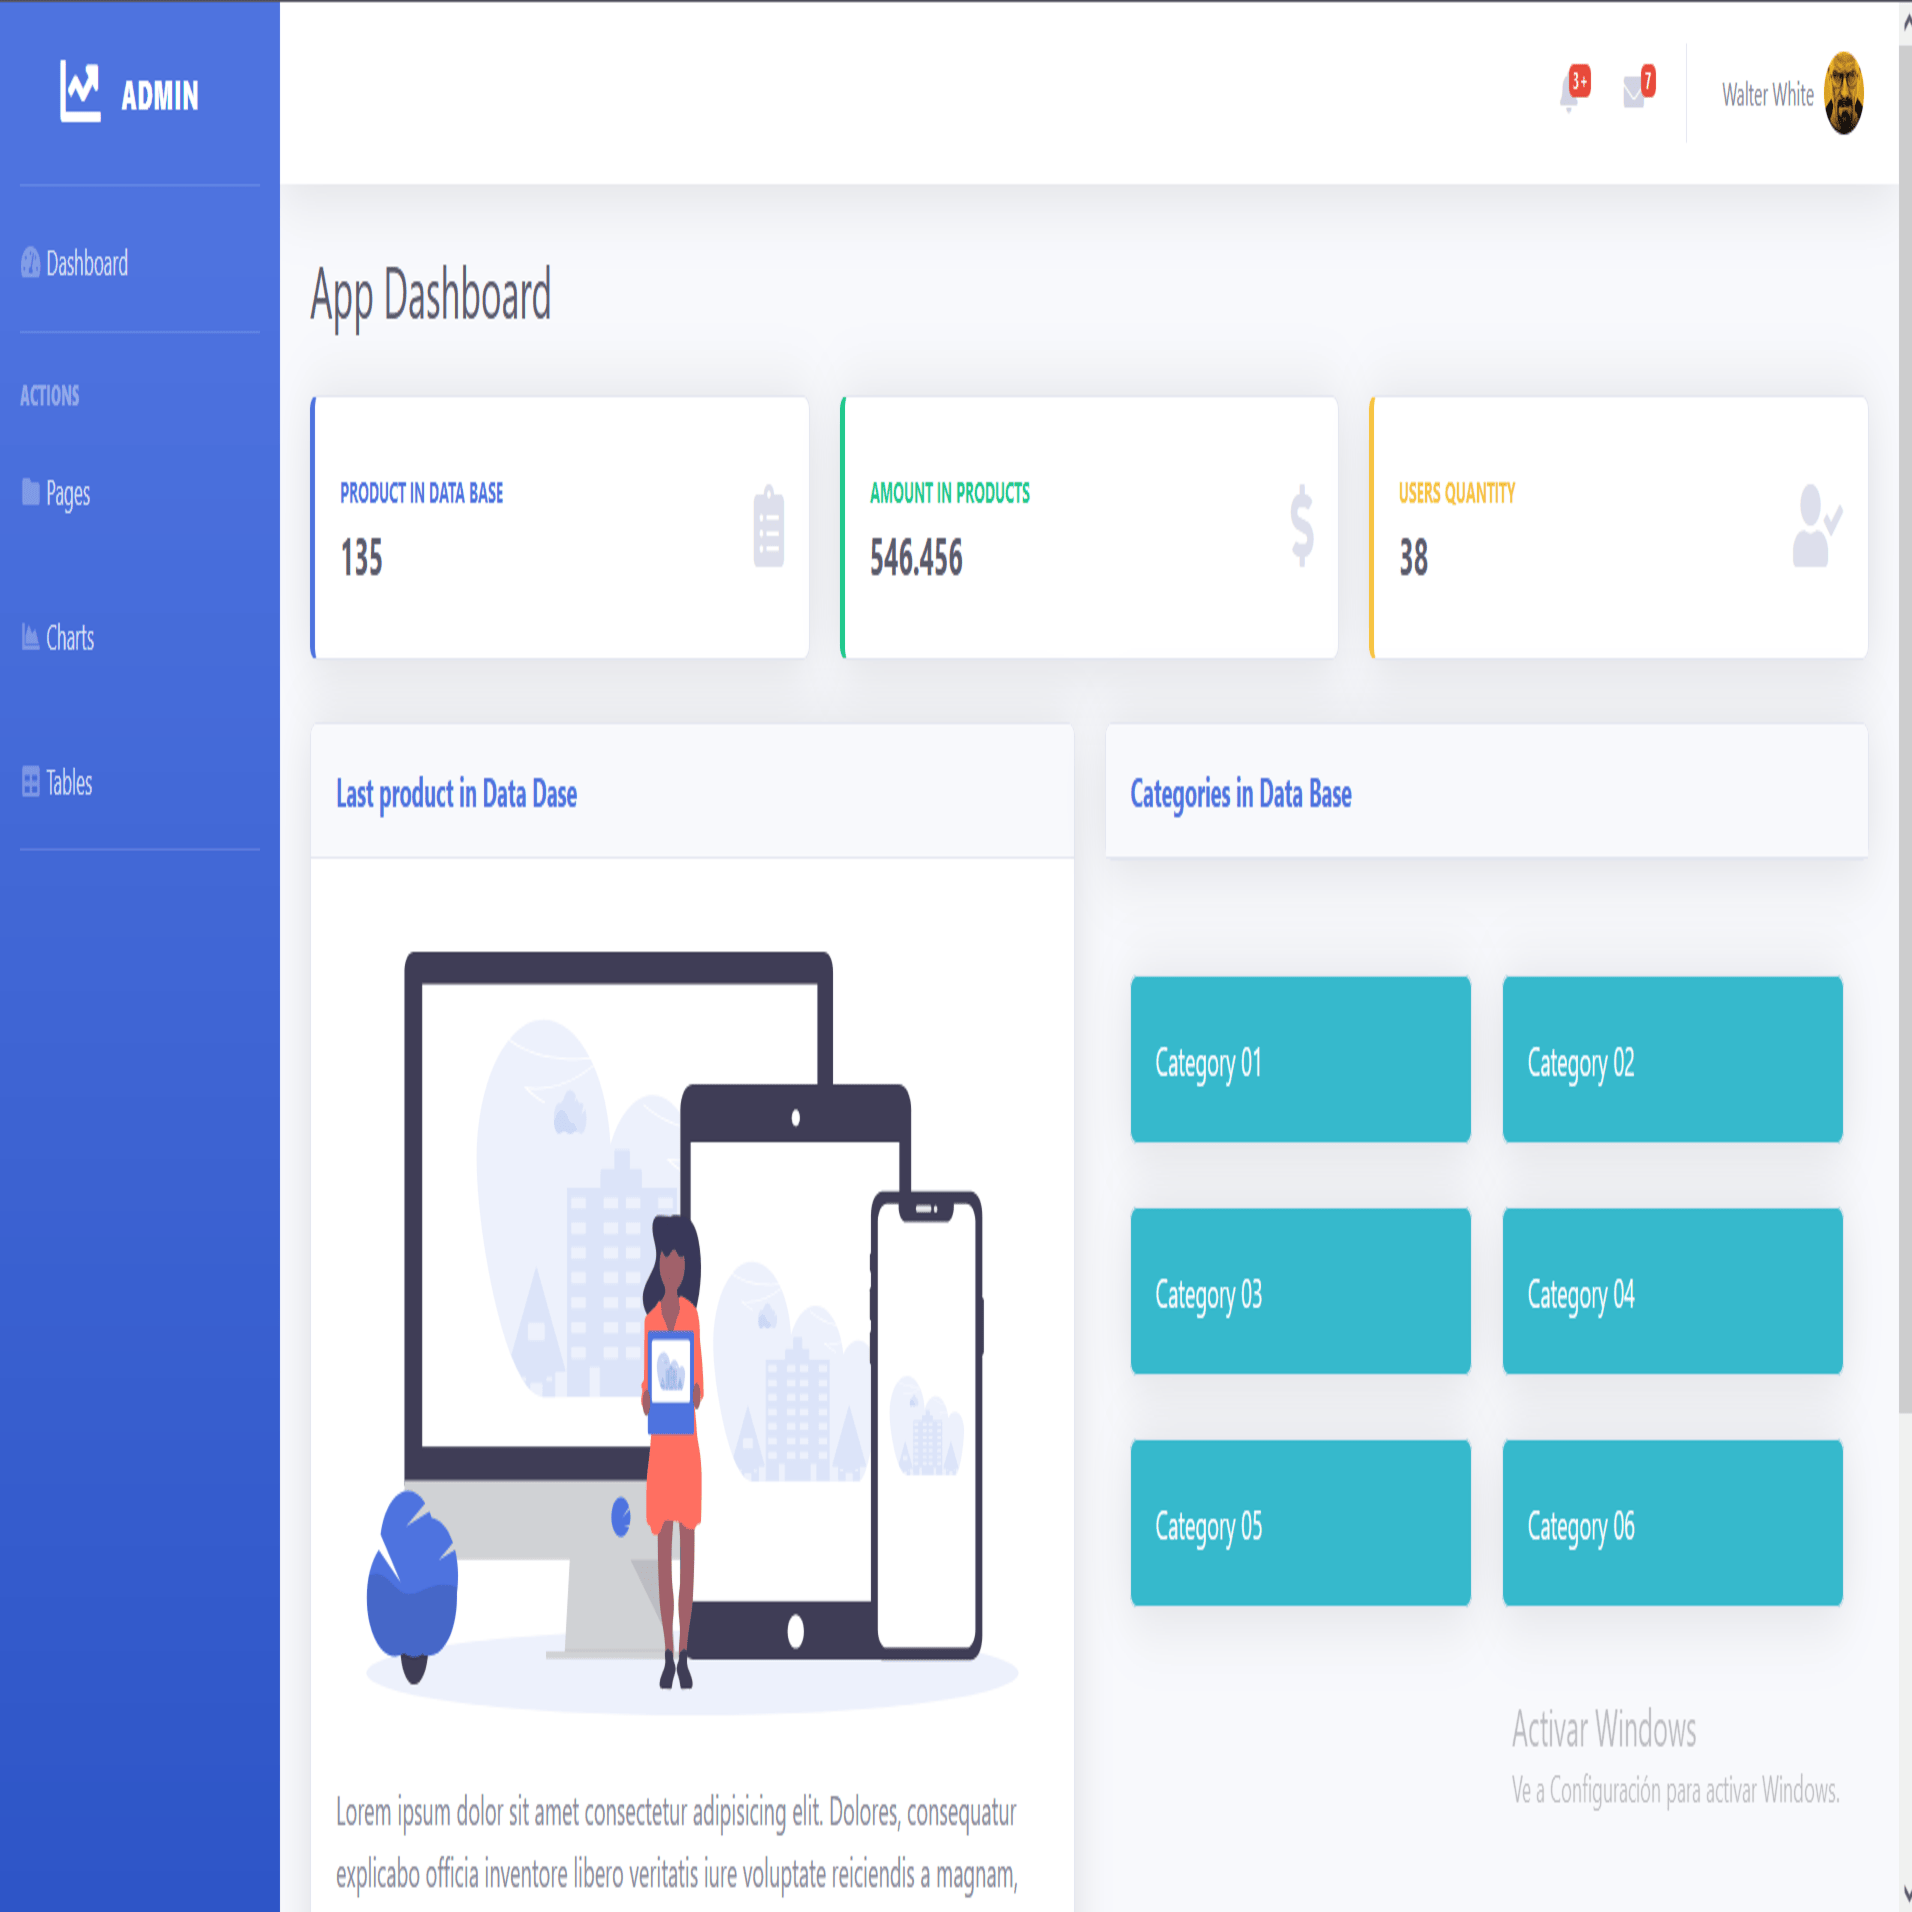 ADMIN
3+
7
Walter White
Dashboard
ACTIONS
Pages
Charts
Tables
App Dashboard
PRODUCT IN DATA BASE
135
AMOUNT IN PRODUCTS
546.456
USERS QUANTITY
38
Last product in Data Dase
Categories in Data Base
Category 01
Category 02
Category 03
Category 04
Category 05
Category 06
Activar Windows
Ve a Configuración para activar Windows.
Lorem ipsum dolor sit amet consectetur adipisicing elit. Dolores, consequatur
explicabo officia inventore libero veritatis iure voluptate reiciendis a magnam,